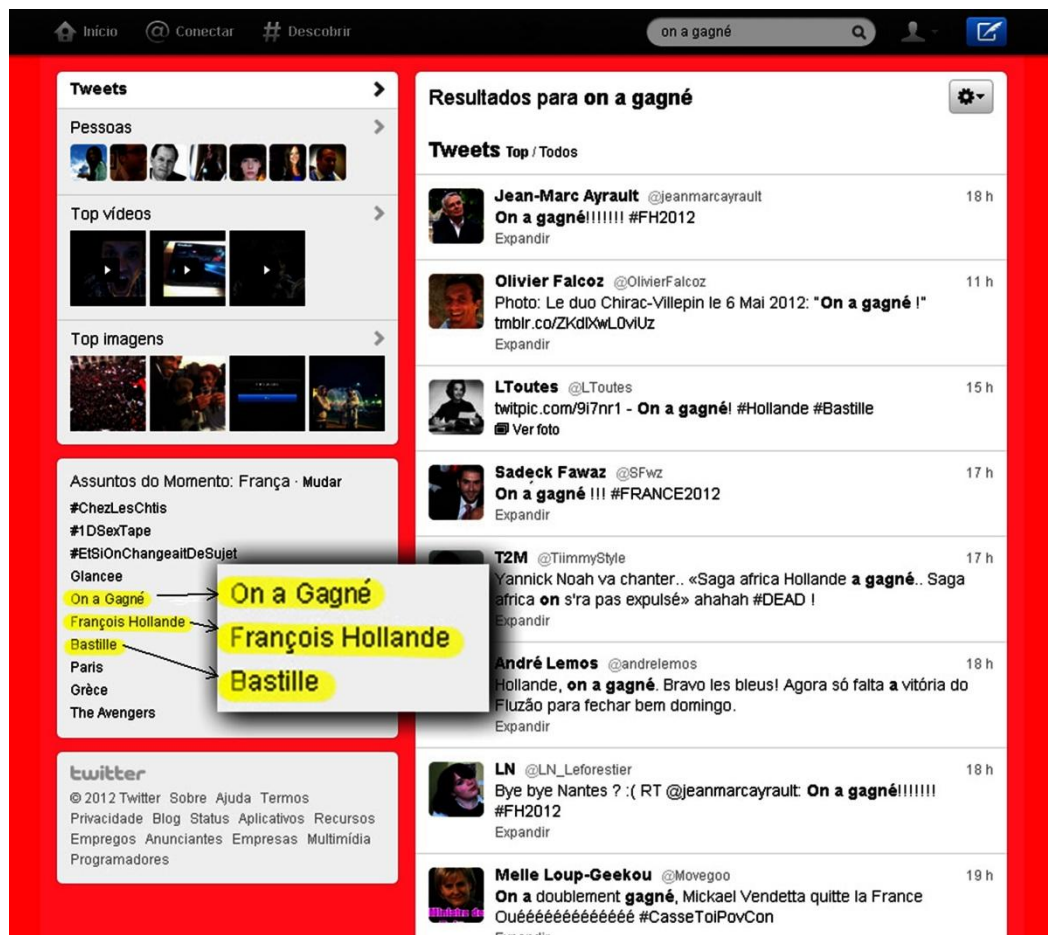 Início @ Conectar # Descobrir
on a gagné
Tweets
Pessoas
Top vídeos
Top imagens
Assuntos do Momento: França · Mudar
#ChezLesChtis
#1DSexTape
#EtSiOnChangeaitDeSujet
Glancee
On a Gagné
François Hollande
Bastille
Paris
Grèce
The Avengers
On a Gagné
François Hollande
Bastille
twitter
© 2012 Twitter Sobre Ajuda Termos
Privacidade Blog Status Aplicativos Recursos
Empregos Anunciantes Empresas Multimídia
Programadores
Resultados para on a gagné
Tweets Top / Todos
Jean-Marc Ayrault @jeanmarcayrault 18 h
On a gagné!!!!!!! #FH2012
Expandir
Olivier Falcoz @OlivierFalcoz 11 h
Photo: Le duo Chirac-Villepin le 6 Mai 2012: "On a gagné !"
Expandir
LToutes @LToutes 15 h
twitpic.com/9i7nr1 - On a gagné! #Hollande #Bastille
Ver foto
Sadeck Fawaz @SFwz 17 h
On a gagné !!! #FRANCE2012
Expandir
T2M @TiimmyStyle 17 h
Yannick Noah va chanter.. «Saga africa Hollande a gagné.. Saga
africa on s'ra pas expulsé» ahahah #DEAD !
Expandir
André Lemos @andrelemos 18 h
Hollande, on a gagné. Bravo les bleus! Agora só falta a vitória do
Fluzão para fechar bem domingo.
Expandir
LN @LN_Leforestier 18 h
Bye bye Nantes ? :( RT @jeanmarcayrault: On a gagné!!!!!!!
#FH2012
Expandir
Melle Loup-Geekou @Movegoo 19 h
On a doublement gagné, Mickael Vendetta quitte la France
Ouééééééééééééé #CasseToiPovCon